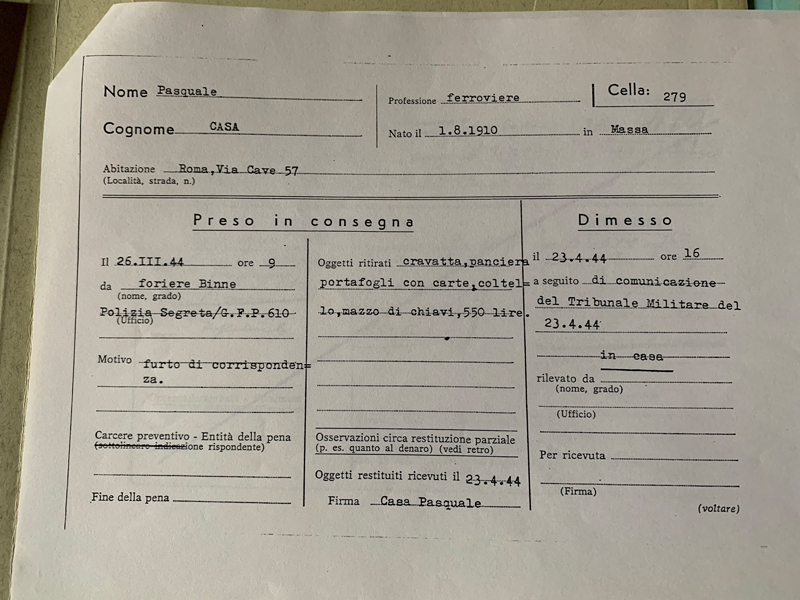 Nome Pasquale
Professione ferroviere
Cella: 279
Cognome CASA
Nato il 1.8.1910 in Massa
Abitazione Roma,Via Cave 57
(Località, strada, n.)
Preso in consegna
Il 26.III.44 ore 9
da foriere Binne
(nome, grado)
Polizia Segreta/G.F.P.610
(Ufficio)
Motivo furto di corrisponden=
za.
Carcere preventivo - Entità della pena
(sottolineare indicazione rispondente)
Fine della pena
Oggetti ritirati cravatta,panciera
portafogli con carte,coltel=
lo,mazzo di chiavi,550 lire.
Osservazioni circa restituzione parziale
(p. es. quanto al denaro) (vedi retro)
Oggetti restituiti ricevuti il 23.4.44
Firma Casa Pasquale
Dimesso
il 23.4.44 ore 16
a seguito di comunicazione
del Tribunale Militare del
23.4.44
in casa
rilevato da
(nome, grado)
(Ufficio)
Per ricevuta
(Firma)
(voltare)